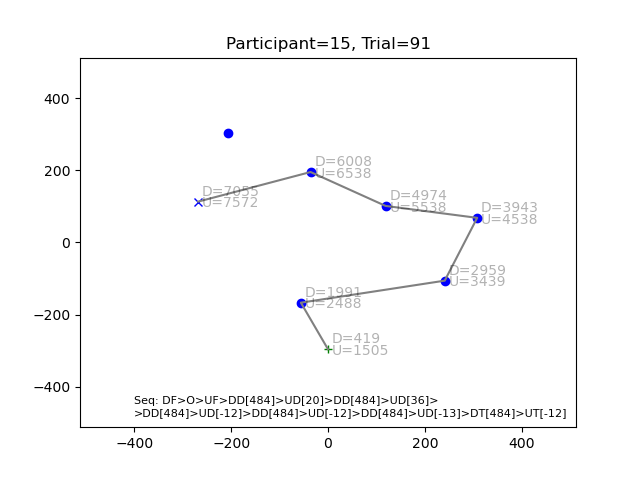 Participant=15, Trial=91
400
200
0
−200
−400
D=6008
U=6538
D=7055
U=7572
D=4974
U=5538
D=3943
U=4538
D=2959
U=3439
D=1991
U=2488
D=419
U=1505
Seq: DF>O>UF>DD[484]>UD[20]>DD[484]>UD[36]>
>DD[484]>UD[-12]>DD[484]>UD[-12]>DD[484]>UD[-13]>DT[484]>UT[-12]
−400 −200 0 200 400